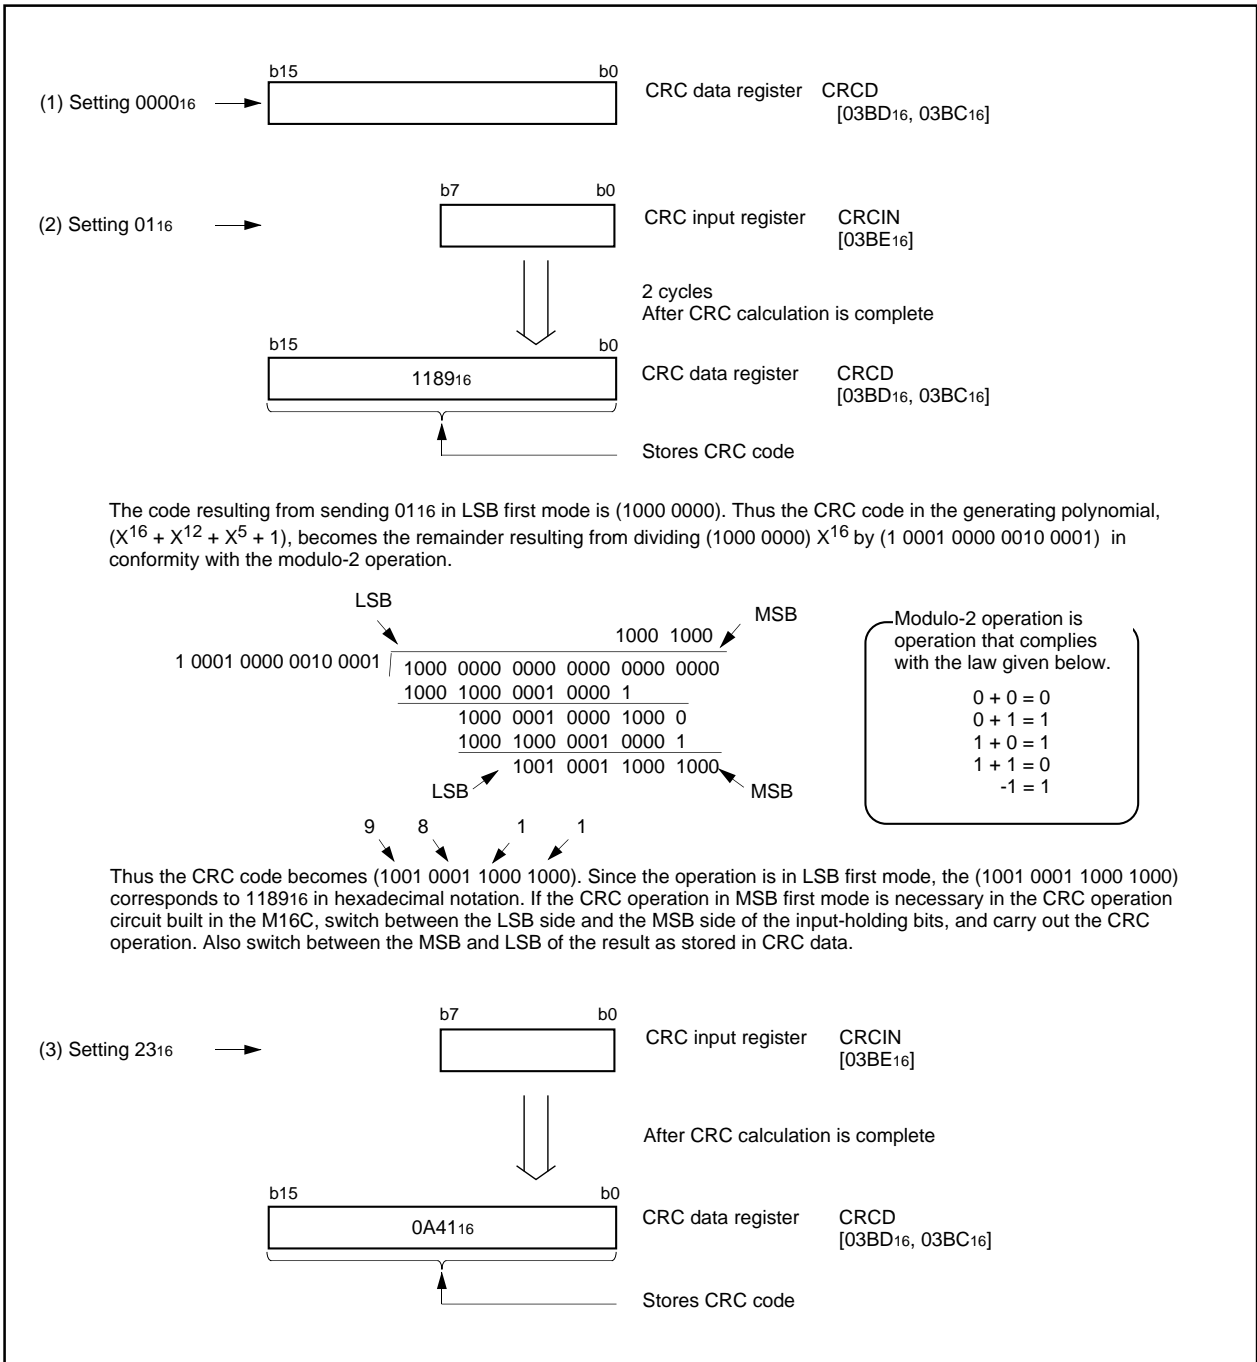 b15 b0
(1) Setting 000016 CRC data register CRCD
[03BD16, 03BC16]
b7 b0
(2) Setting 0116 CRC input register CRCIN
[03BE16]
2 cycles
After CRC calculation is complete
b15 b0
118916 CRC data register CRCD
[03BD16, 03BC16]
Stores CRC code
The code resulting from sending 0116 in LSB first mode is (1000 0000). Thus the CRC code in the generating polynomial,
(X16 + X12 + X5 + 1), becomes the remainder resulting from dividing (1000 0000) X16 by (1 0001 0000 0010 0001) in
conformity with the modulo-2 operation.
LSB MSB
1000 1000
1 0001 0000 0010 0001 1000 0000 0000 0000 0000 0000
1000 1000 0001 0000 1
1000 0001 0000 1000 0
1000 1000 0001 0000 1
1001 0001 1000 1000
LSB MSB
Modulo-2 operation is
operation that complies
with the law given below.
0 + 0 = 0
0 + 1 = 1
1 + 0 = 1
1 + 1 = 0
-1 = 1
9 8 1 1
Thus the CRC code becomes (1001 0001 1000 1000). Since the operation is in LSB first mode, the (1001 0001 1000 1000)
corresponds to 118916 in hexadecimal notation. If the CRC operation in MSB first mode is necessary in the CRC operation
circuit built in the M16C, switch between the LSB side and the MSB side of the input-holding bits, and carry out the CRC
operation. Also switch between the MSB and LSB of the result as stored in CRC data.
b7 b0
(3) Setting 2316 CRC input register CRCIN
[03BE16]
After CRC calculation is complete
b15 b0
0A4116 CRC data register CRCD
[03BD16, 03BC16]
Stores CRC code